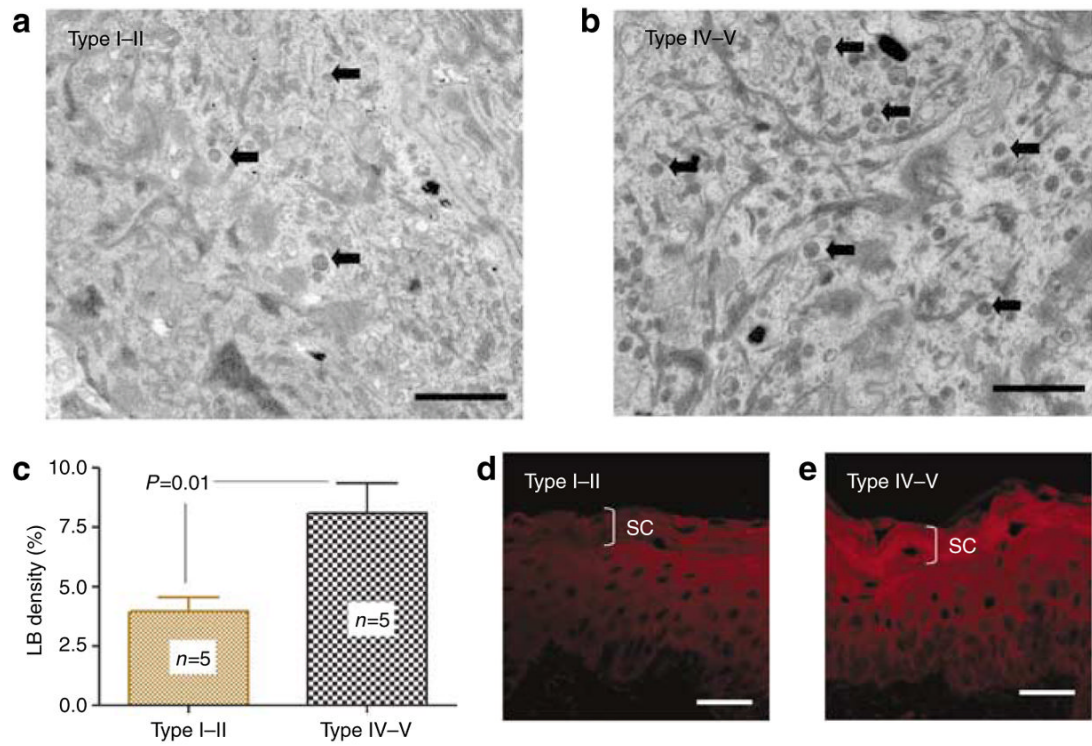 a
Type I–II
b
Type IV–V
c
10.0
7.5
5.0
2.5
0.0
LB density (%)
P=0.01
n=5
n=5
Type I–II
Type IV–V
d
Type I–II
SC
e
Type IV–V
SC